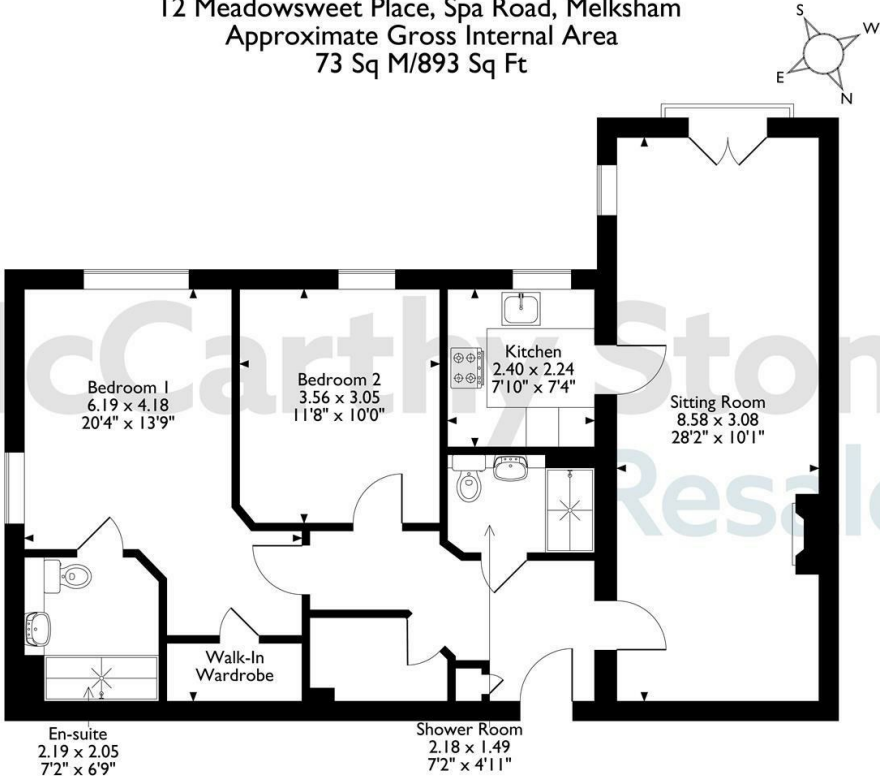 12 Meadowsweet Place, Spa Road, Melksham
Approximate Gross Internal Area
73 Sq M/893 Sq Ft
S
W
E
N
Bedroom 1
6.19 x 4.18
20'4" x 13'9"
Bedroom 2
3.56 x 3.05
11'8" x 10'0"
Kitchen
2.40 x 2.24
7'10" x 7'4"
Sitting Room
8.58 x 3.08
28'2" x 10'1"
McCarthy Ston
Resale
Walk-In
Wardrobe
En-suite
2.19 x 2.05
7'2" x 6'9"
Shower Room
2.18 x 1.49
7'2" x 4'11"